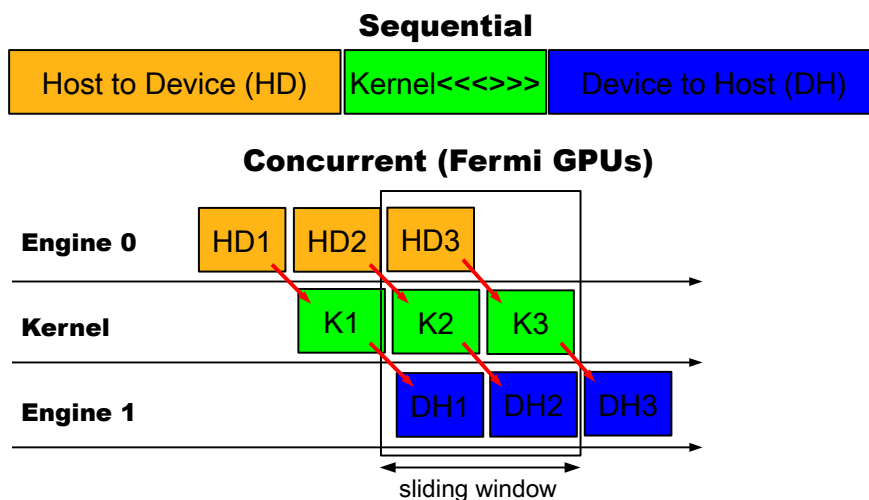 Sequential
Host to Device (HD) Kernel<<<>>> Device to Host (DH)
Concurrent (Fermi GPUs)
Engine 0 HD1 HD2 HD3
Kernel K1 K2 K3
Engine 1 DH1 DH2 DH3
sliding window